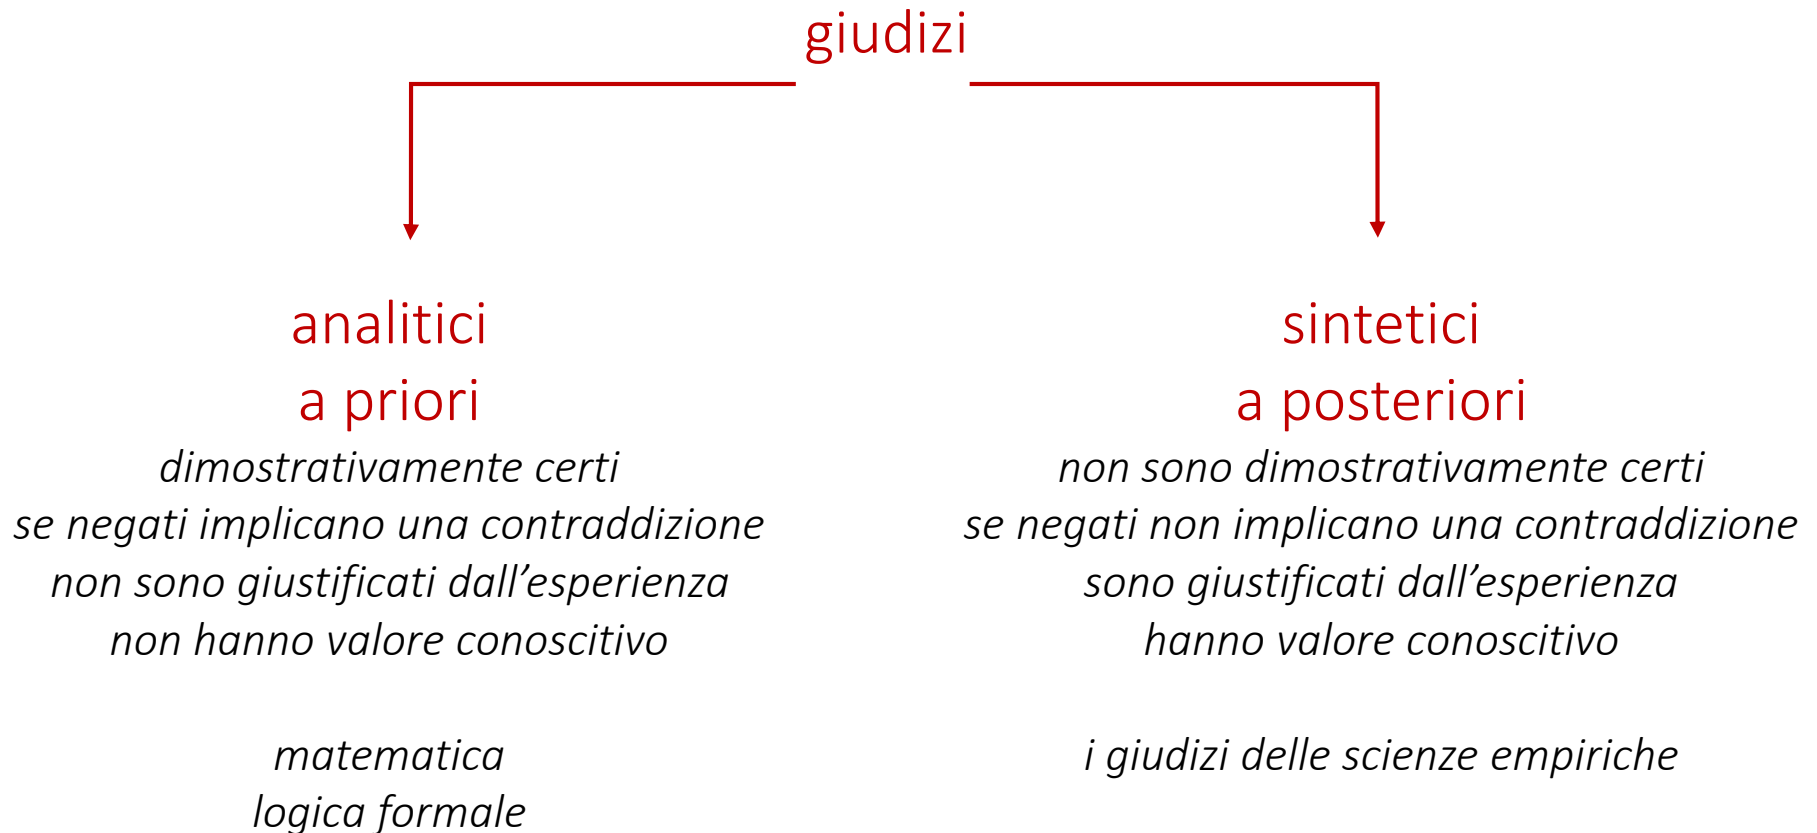 giudizi
analitici
a priori
dimostrativamente certi
se negati implicano una contraddizione
non sono giustificati dall’esperienza
non hanno valore conoscitivo
matematica
logica formale
sintetici
a posteriori
non sono dimostrativamente certi
se negati non implicano una contraddizione
sono giustificati dall’esperienza
hanno valore conoscitivo
i giudizi delle scienze empiriche